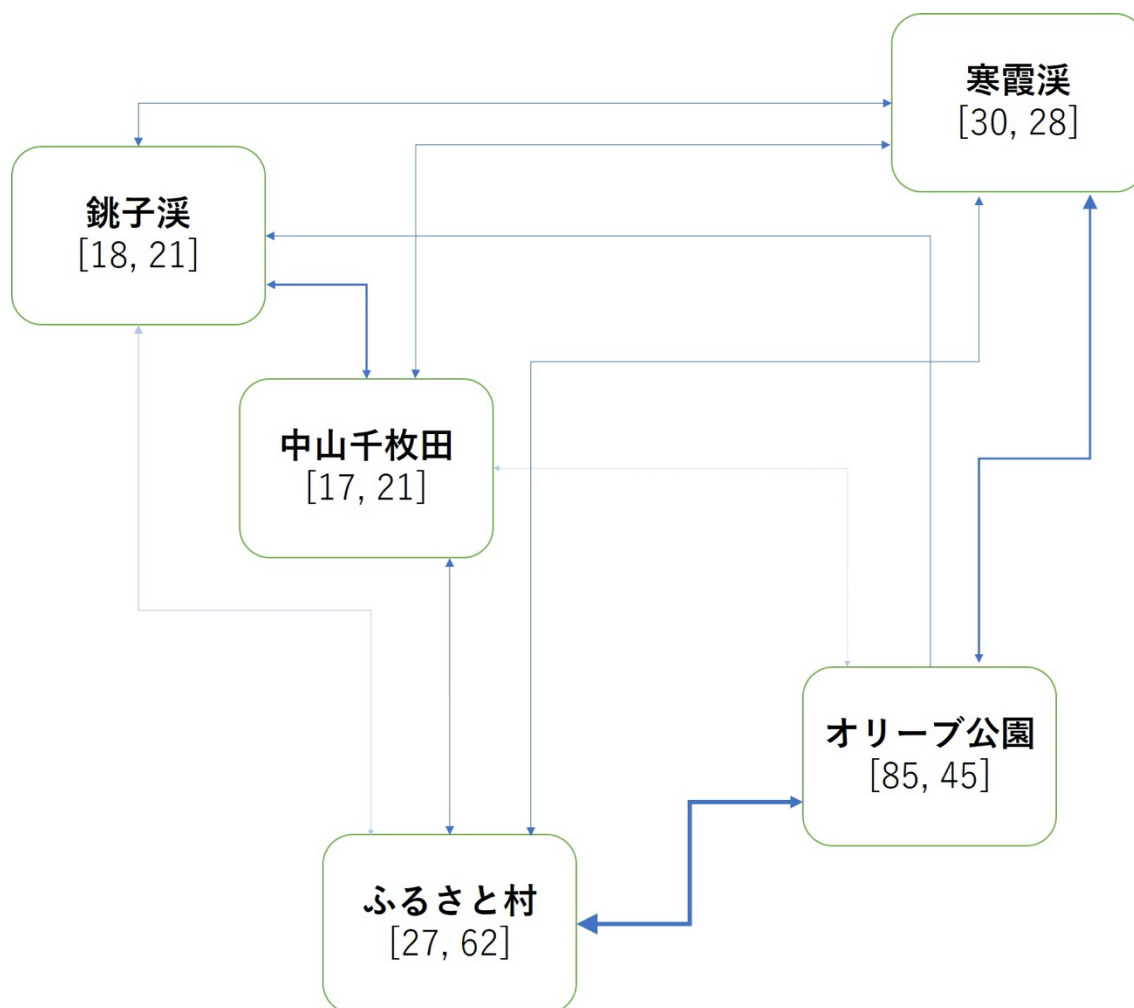 寒霞渓
[30, 28]
銚子渓
[18, 21]
中山千枚田
[17, 21]
オリーブ公園
[85, 45]
ふるさと村
[27, 62]